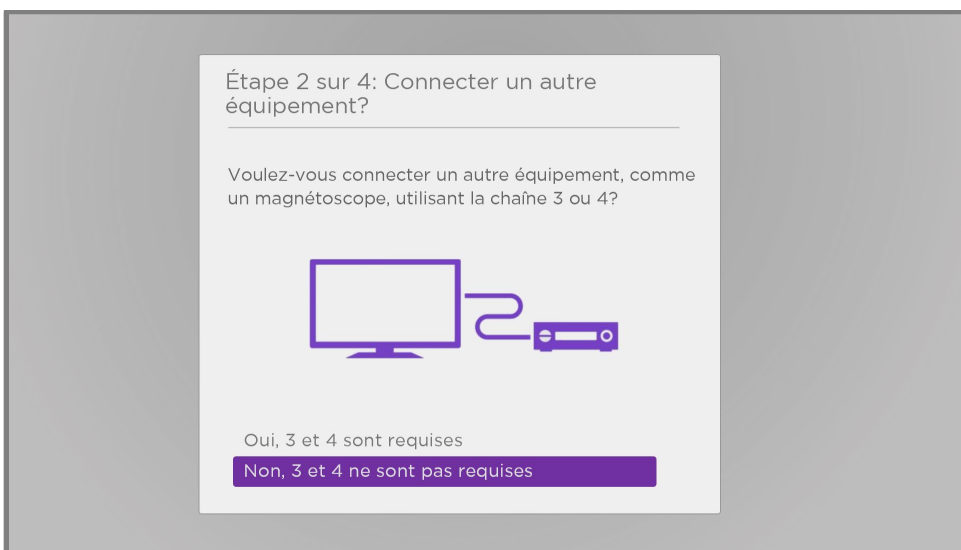 Étape 2 sur 4: Connecter un autre
équipement?
Voulez-vous connecter un autre équipement, comme
un magnétoscope, utilisant la chaîne 3 ou 4?
Oui, 3 et 4 sont requises
Non, 3 et 4 ne sont pas requises